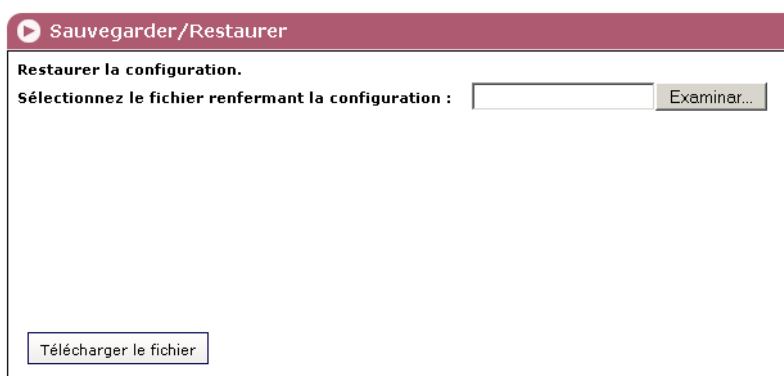 Sauvegarder/Restaurer
Restaurer la configuration.
Sélectionnez le fichier renfermant la configuration : Examinar...
Télécharger le fichier